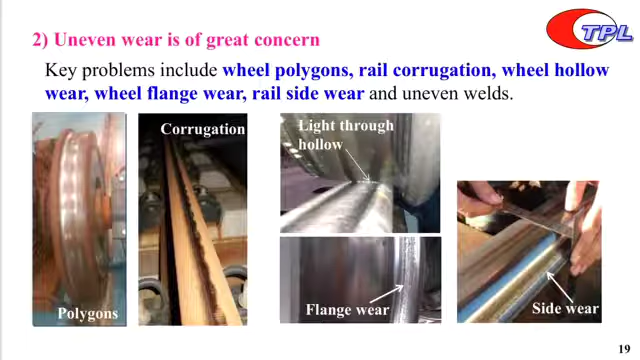 TPL
2) Uneven wear is of great concern
Key problems include wheel polygons, rail corrugation, wheel hollow
wear, wheel flange wear, rail side wear and uneven welds.
Corrugation
Light through
hollow
Polygons
Flange wear
Side wear
19